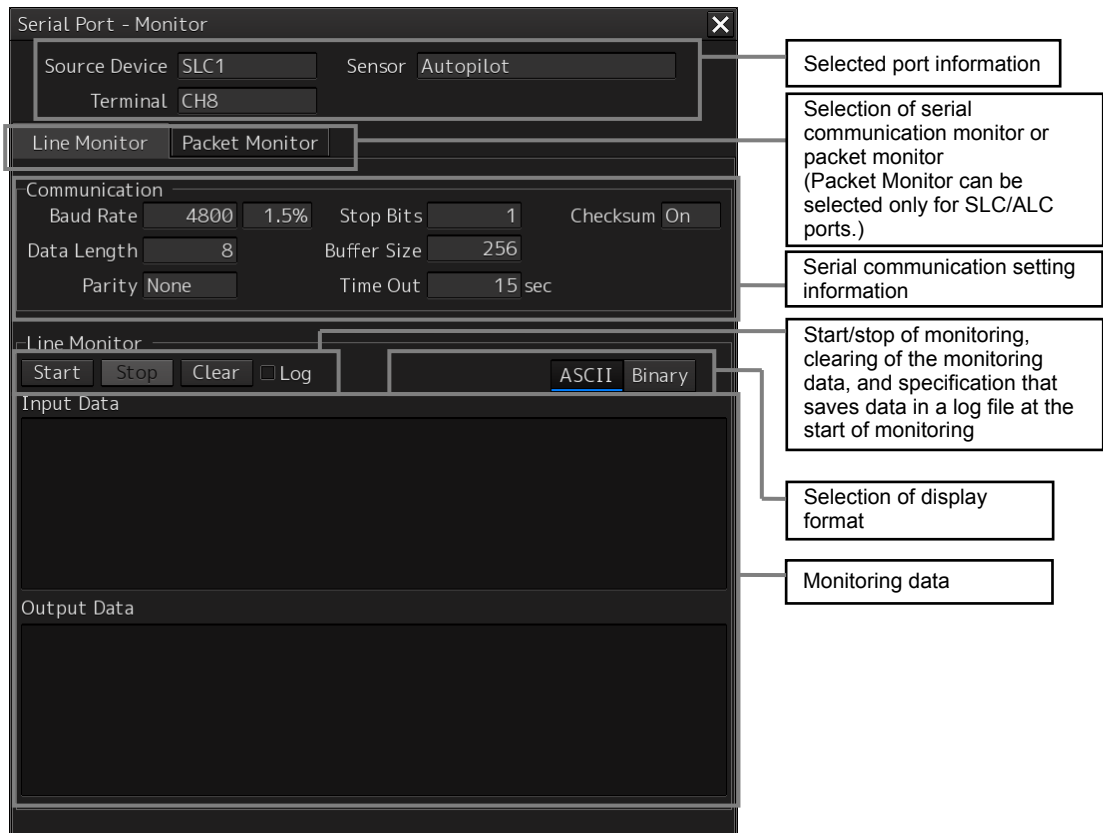 Serial Port - Monitor
Source Device SLC1 Sensor Autopilot
Terminal CH8
Line Monitor Packet Monitor
Communication
Baud Rate 4800 1.5% Stop Bits 1 Checksum On
Data Length 8 Buffer Size 256
Parity None Time Out 15 sec
Line Monitor
Start Stop Clear Log ASCII Binary
Input Data
Output Data
Selected port information
Selection of serial
communication monitor or
packet monitor
(Packet Monitor can be
selected only for SLC/ALC
ports.)
Serial communication setting
information
Start/stop of monitoring,
clearing of the monitoring
data, and specification that
saves data in a log file at the
start of monitoring
Selection of display
format
Monitoring data